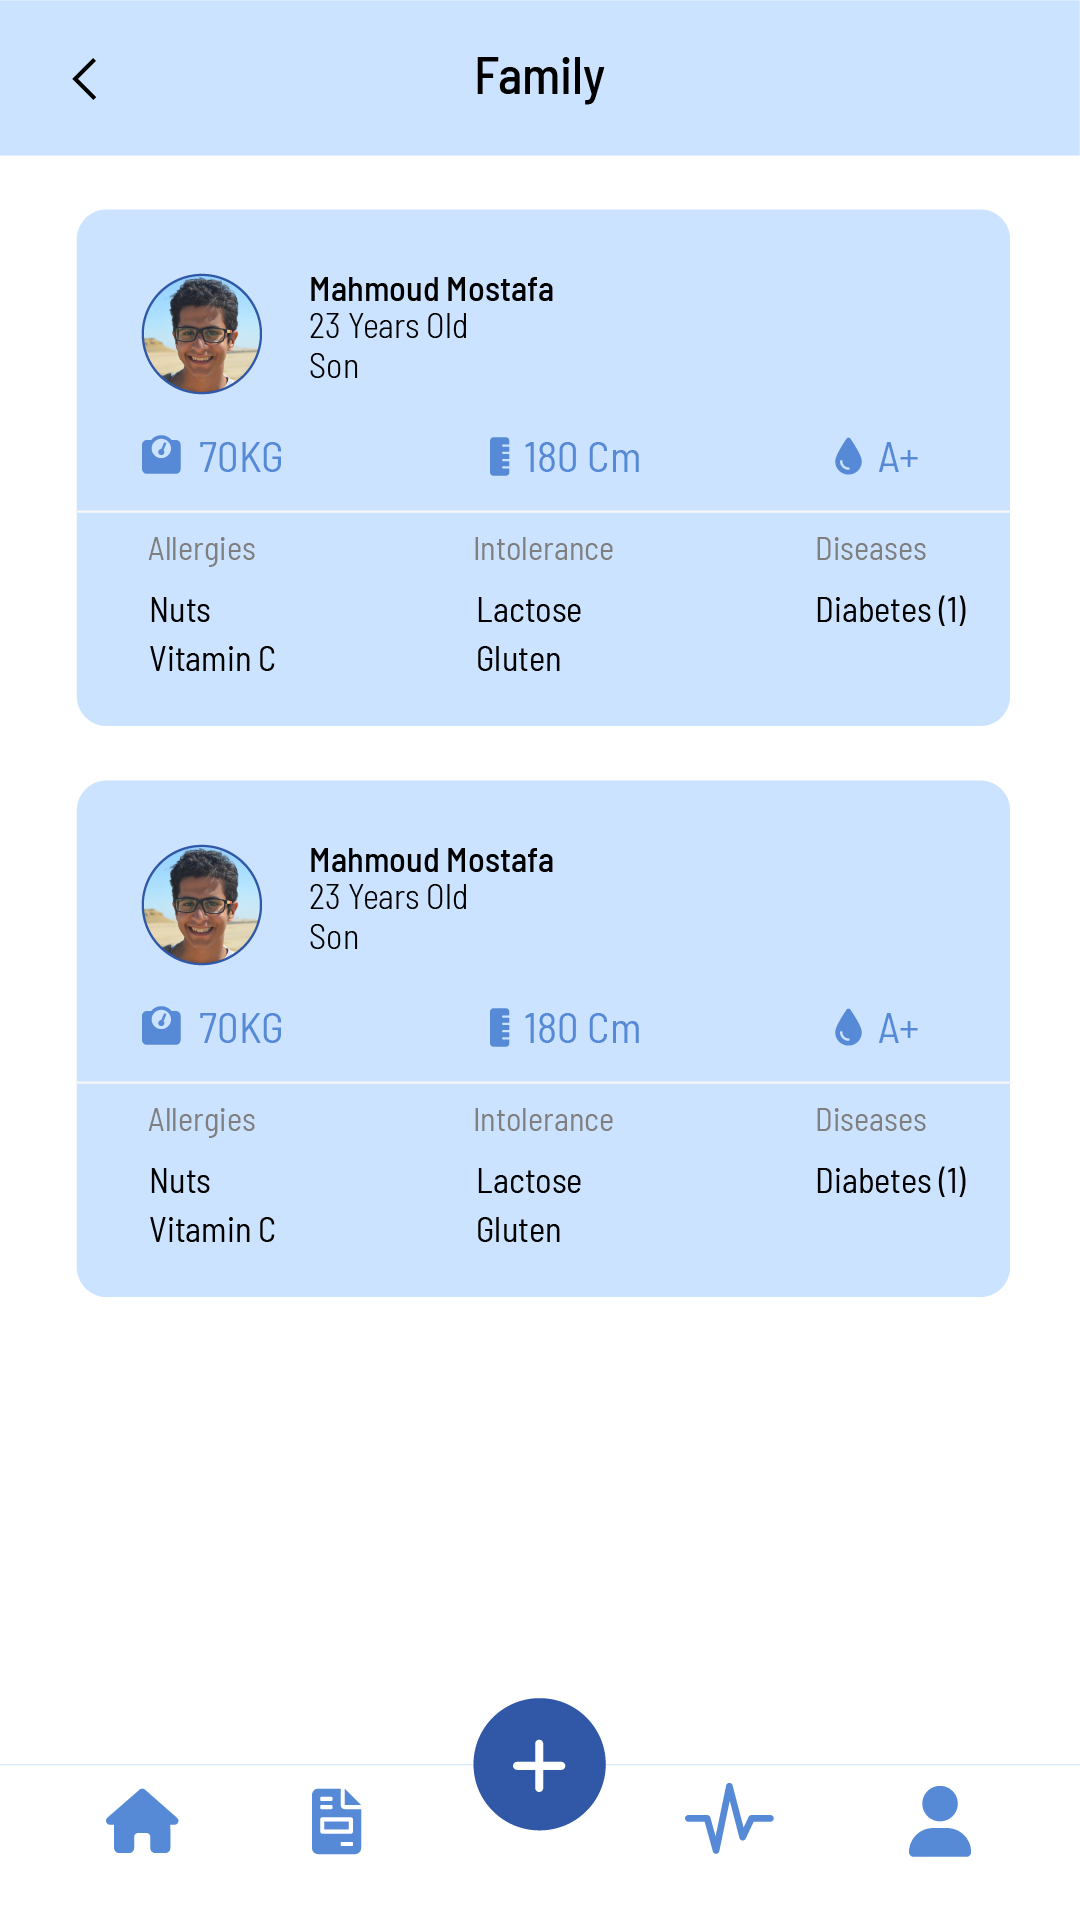 Family
Mahmoud Mostafa
23 Years Old
Son
70KG 180 Cm A+
Allergies Intolerance Diseases
Nuts Lactose Diabetes (1)
Vitamin C Gluten
Mahmoud Mostafa
23 Years Old
Son
70KG 180 Cm A+
Allergies Intolerance Diseases
Nuts Lactose Diabetes (1)
Vitamin C Gluten